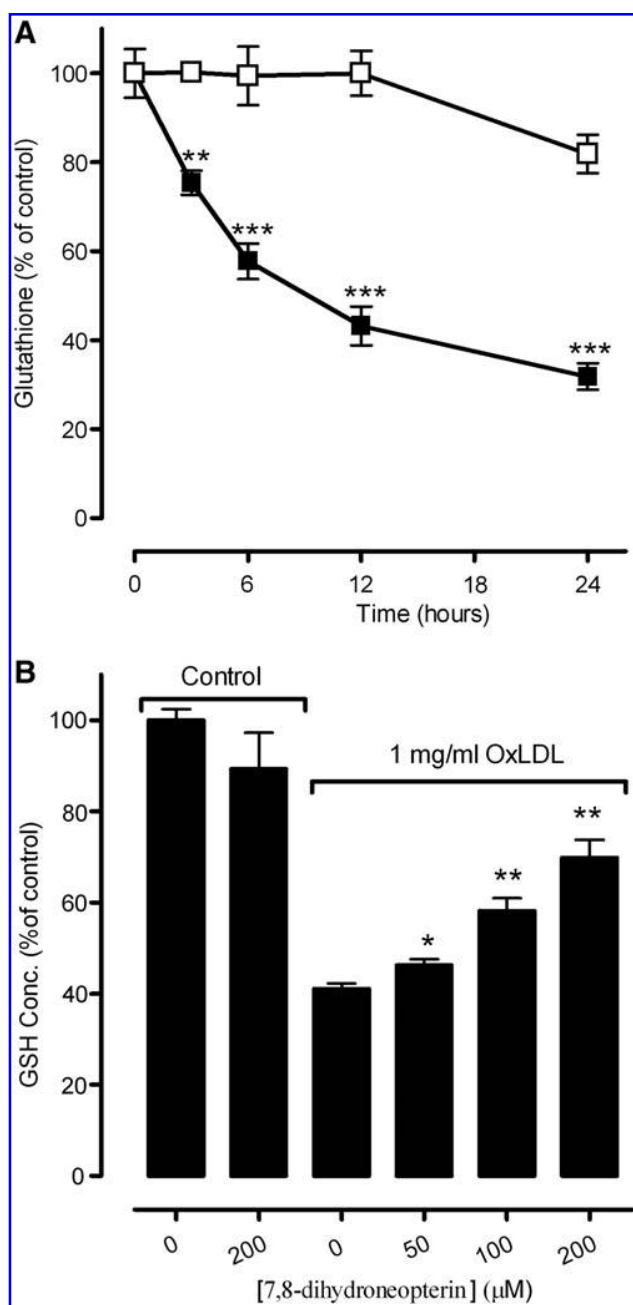 A
Glutathione (% of control)
100
80
60
40
20
0
**
***
***
***
0 6 12 18 24
Time (hours)
B
GSH Conc. (%of control)
Control
1 mg/ml OxLDL
100
80
60
40
20
0
*
**
**
0 200 0 50 100 200
[7,8-dihydroneopterin] (μM)